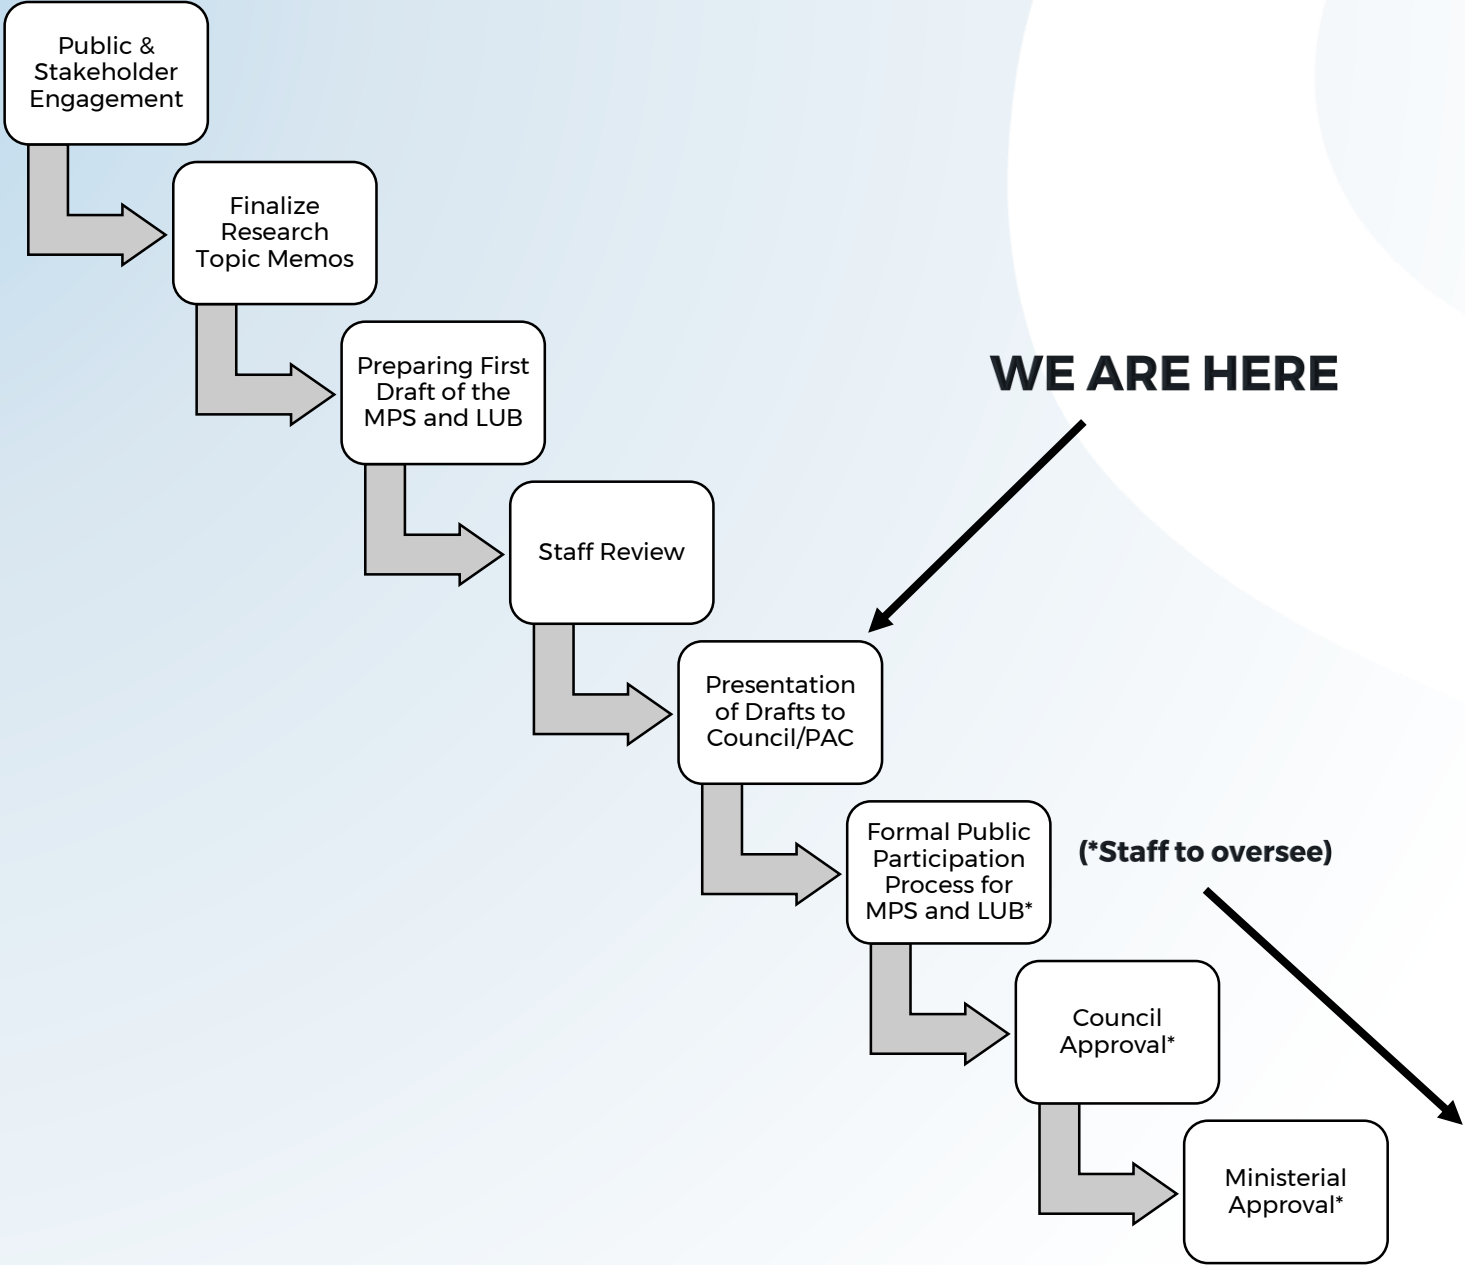 Public &
Stakeholder
Engagement
Finalize
Research
Topic Memos
Preparing First
Draft of the
MPS and LUB
WE ARE HERE
Staff Review
Presentation
of Drafts to
Council/PAC
Formal Public
Participation
Process for
MPS and LUB*
(*Staff to oversee)
Council
Approval*
Ministerial
Approval*